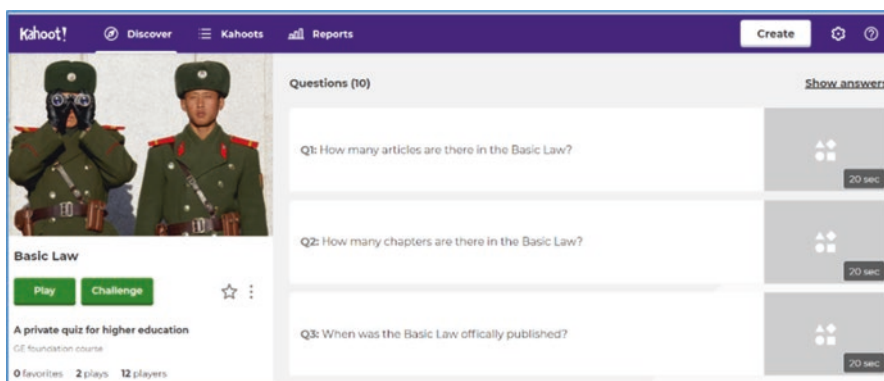 Kahoot! Discover Kahoots Reports Create
Questions (10) Show answers
Q1: How many articles are there in the Basic Law?
20 sec
Q2: How many chapters are there in the Basic Law?
20 sec
Basic Law
Play Challenge
A private quiz for higher education
GE foundation course
0 favorites 2 plays 12 players
Q3: When was the Basic Law offically published?
20 sec